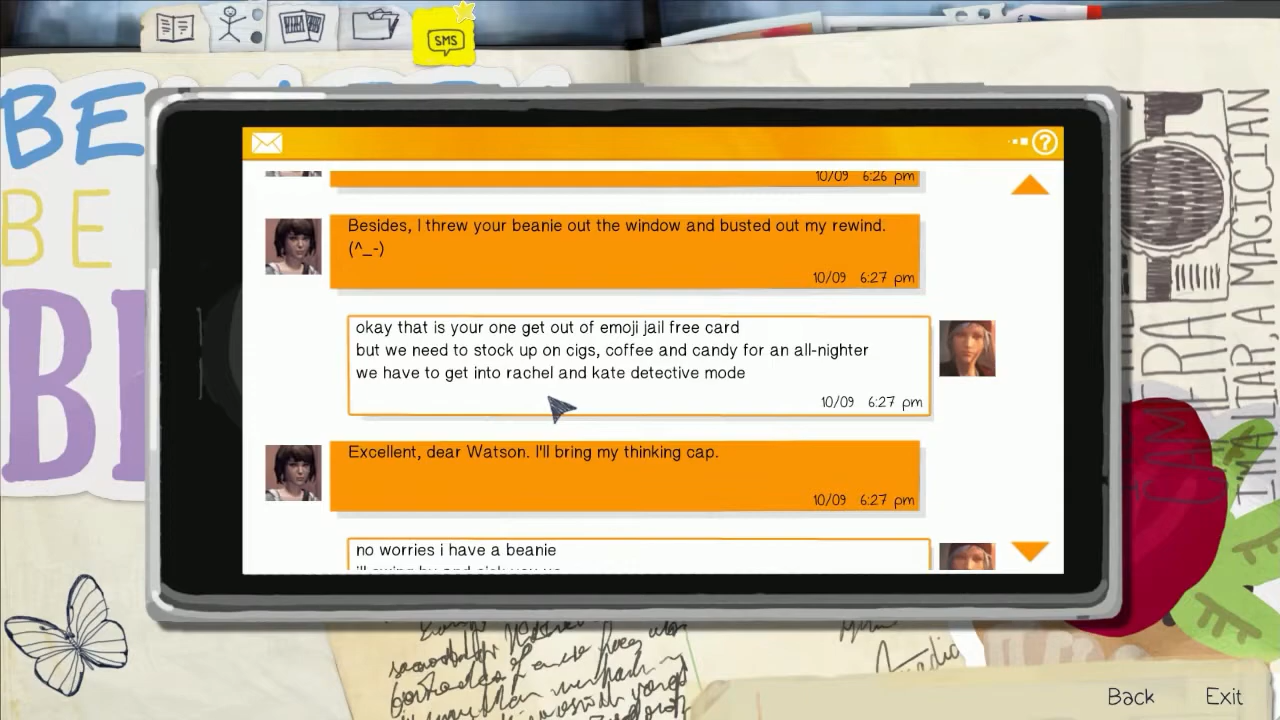 SMS
BE
BE
BE
10/09 6:26 pm
Besides, I threw your beanie out the window and busted out my rewind.
(^_-)
10/09 6:27 pm
okay that is your one get out of emoji jail free card
but we need to stock up on cigs, coffee and candy for an all-nighter
we have to get into rachel and kate detective mode
10/09 6:27 pm
Excellent, dear Watson. I'll bring my thinking cap.
10/09 6:27 pm
no worries i have a beanie
LIAR, A MAGICIAN
Back Exit